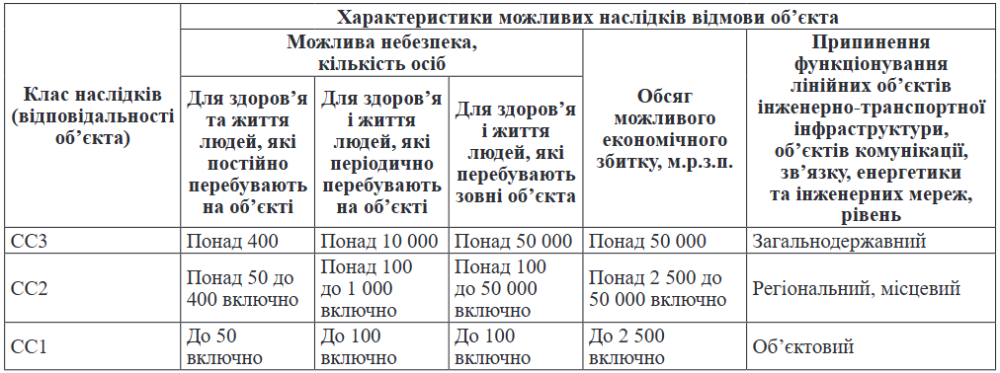 Характеристики можливих наслідків відмови об’єкта
Клас наслідків
(відповідальності
об’єкта)
Можлива небезпека,
кількість осіб
Для здоров’я
та життя
людей, які
постійно
перебувають
на об’єкті
Для здоров’я
і життя
людей, які
періодично
перебувають
на об’єкті
Для здоров’я
і життя
людей, які
перебувають
зовні об’єкта
Обсяг
можливого
економічного
збитку, м.р.з.п.
Припинення
функціонування
лінійних об’єктів
інженерно-транспортної
інфраструктури,
об’єктів комунікації,
зв’язку, енергетики
та інженерних мереж,
рівень
СС3
Понад 400
Понад 10 000
Понад 50 000
Понад 50 000
Загальнодержавний
СС2
Понад 50 до
400 включно
Понад 100
до 1 000
включно
Понад 100
до 50 000
включно
Понад 2 500 до
50 000 включно
Регіональний, місцевий
СС1
До 50
включно
До 100
включно
До 100
включно
До 2 500
включно
Об’єктовий